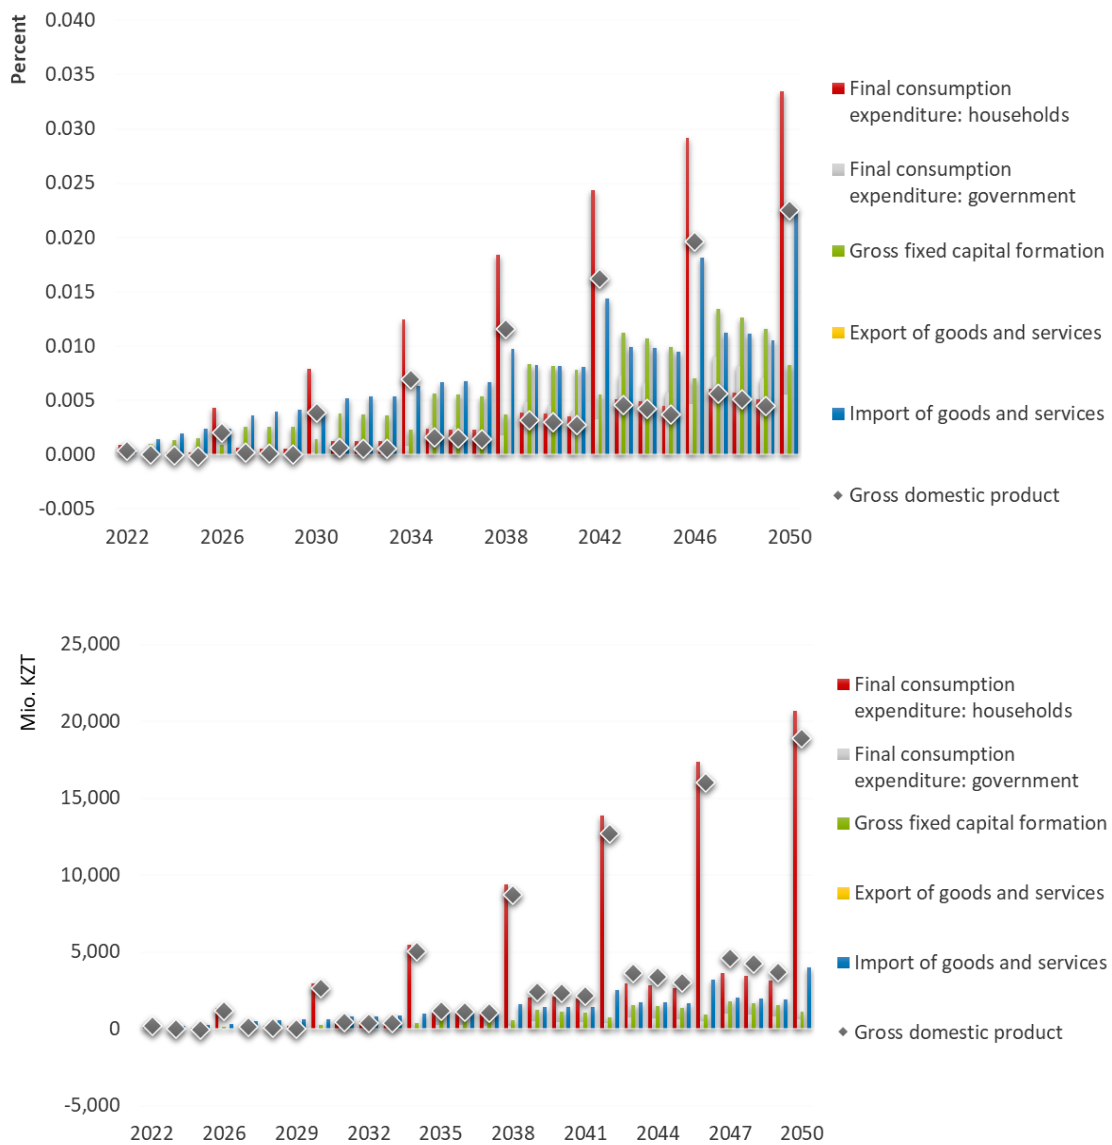 Percent
0.040
0.035
0.030
0.025
0.020
0.015
0.010
0.005
0.000
-0.005
2022 2026 2030 2034 2038 2042 2046 2050
Final consumption
expenditure: households
Final consumption
expenditure: government
Gross fixed capital formation
Export of goods and services
Import of goods and services
Gross domestic product
Mio. KZT
25,000
20,000
15,000
10,000
5,000
0
-5,000
2022 2026 2029 2032 2035 2038 2041 2044 2047 2050
Final consumption
expenditure: households
Final consumption
expenditure: government
Gross fixed capital formation
Export of goods and services
Import of goods and services
Gross domestic product